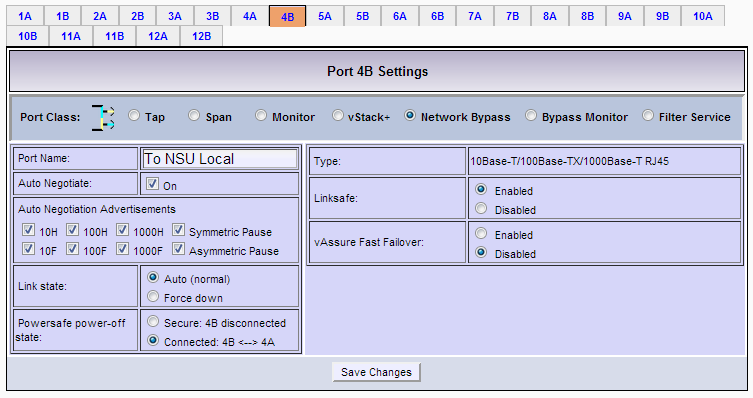 1A 1B 2A 2B 3A 3B 4A 4B 5A 5B 6A 6B 7A 7B 8A 8B 9A 9B 10A
10B 11A 11B 12A 12B
Port 4B Settings
Port Class: Tap Span Monitor vStack+ Network Bypass Bypass Monitor Filter Service
Port Name: To NSU Local
Auto Negotiate: On
Auto Negotiation Advertisements
10H 100H 1000H Symmetric Pause
10F 100F 1000F Asymmetric Pause
Link state: Auto (normal)
Force down
Powersafe power-off state: Secure: 4B disconnected
Connected: 4B <--> 4A
Type: 10Base-T/100Base-TX/1000Base-T RJ45
Linksafe: Enabled
Disabled
vAssure Fast Failover: Enabled
Disabled
Save Changes